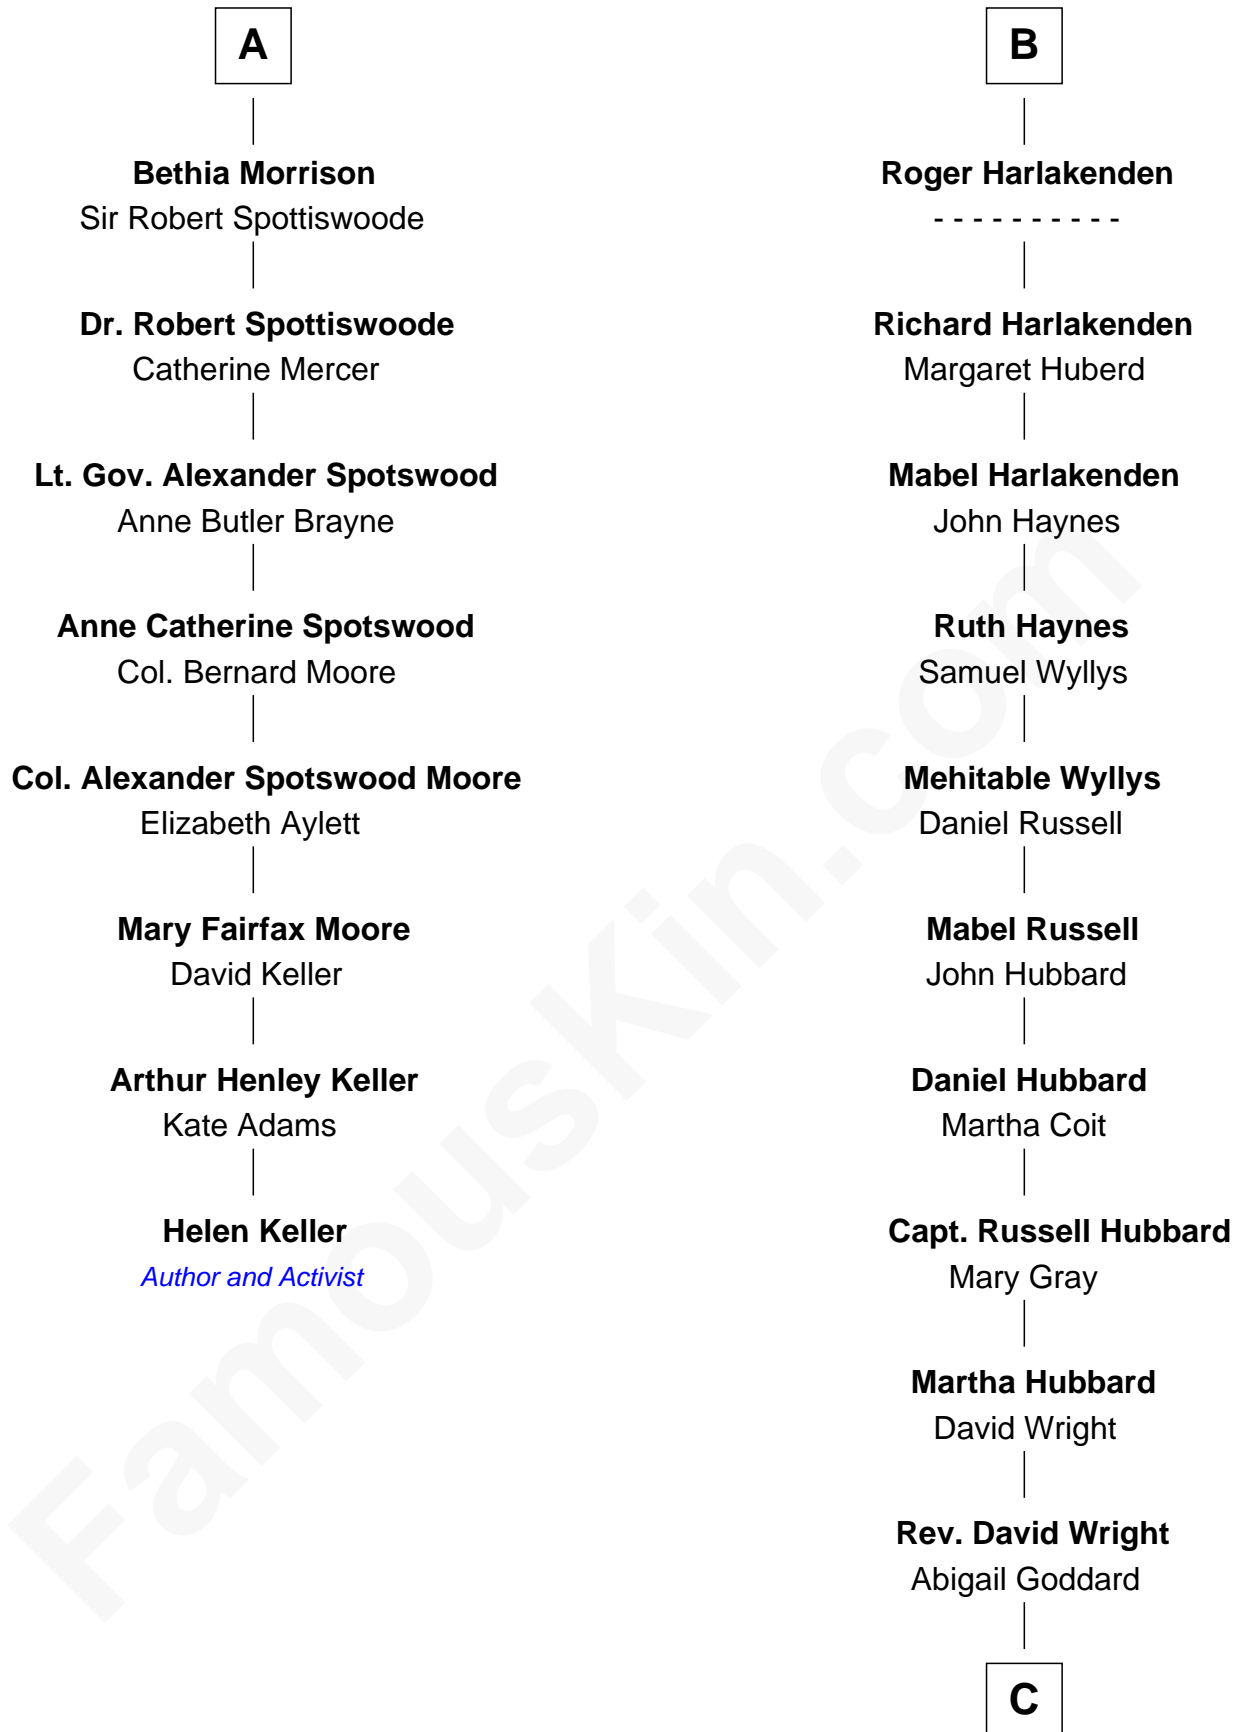 A
Bethia Morrison
Sir Robert Spottiswoode
Dr. Robert Spottiswoode
Catherine Mercer
Lt. Gov. Alexander Spotswood
Anne Butler Brayne
Anne Catherine Spotswood
Col. Bernard Moore
Col. Alexander Spotswood Moore
Elizabeth Aylett
Mary Fairfax Moore
David Keller
Arthur Henley Keller
Kate Adams
Helen Keller
Author and Activist
B
Roger Harlakenden
- - - - - - - - - -
Richard Harlakenden
Margaret Huberd
Mabel Harlakenden
John Haynes
Ruth Haynes
Samuel Wyllys
Mehitable Wyllys
Daniel Russell
Mabel Russell
John Hubbard
Daniel Hubbard
Martha Coit
Capt. Russell Hubbard
Mary Gray
Martha Hubbard
David Wright
Rev. David Wright
Abigail Goddard
C
FamousKin.com